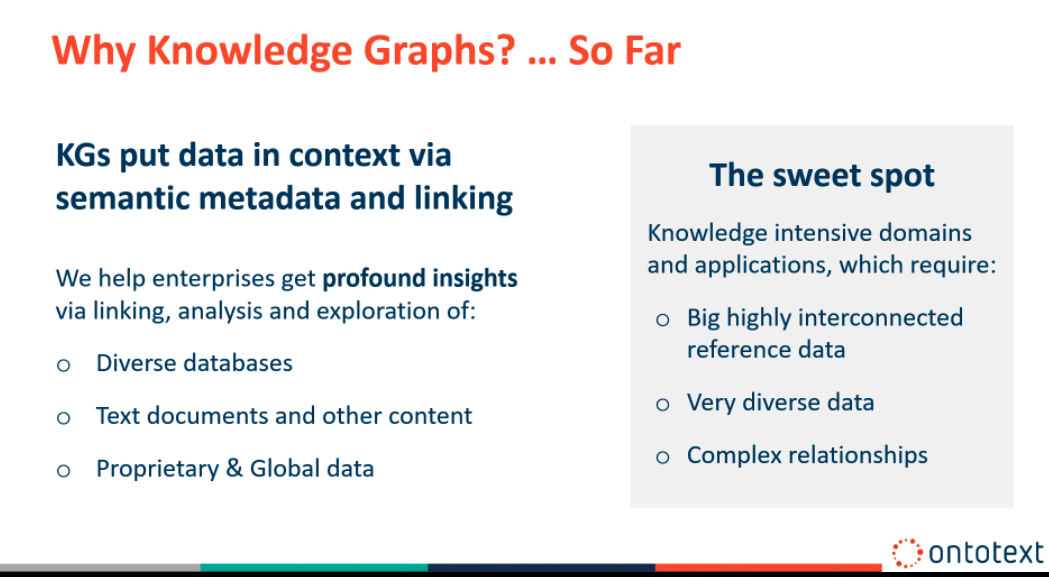 Why Knowledge Graphs? ... So Far
KGs put data in context via
semantic metadata and linking
We help enterprises get profound insights
via linking, analysis and exploration of:
o Diverse databases
o Text documents and other content
o Proprietary & Global data
The sweet spot
Knowledge intensive domains
and applications, which require:
o Big highly interconnected
reference data
o Very diverse data
o Complex relationships
ontotext